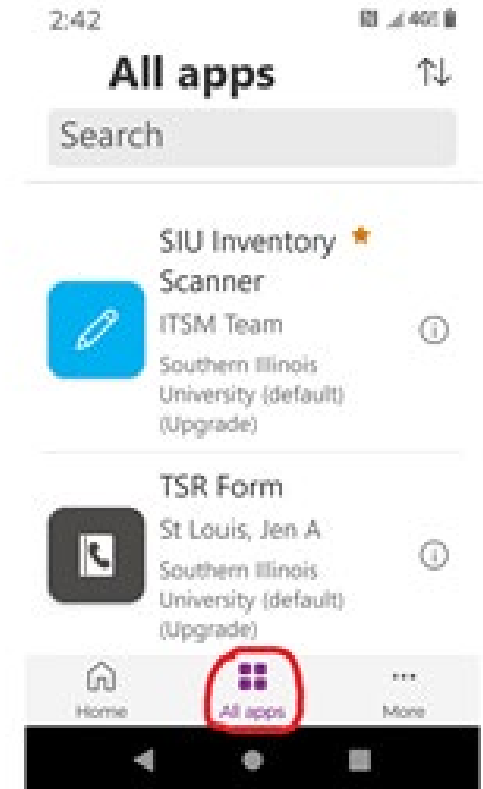 2:42
All apps
Search
SIU Inventory
Scanner
ITSM Team
Southern Illinois
University (default)
(Upgrade)
TSR Form
St Louis, Jen A
Southern Illinois
University (default)
(Upgrade)
Home
All apps
More